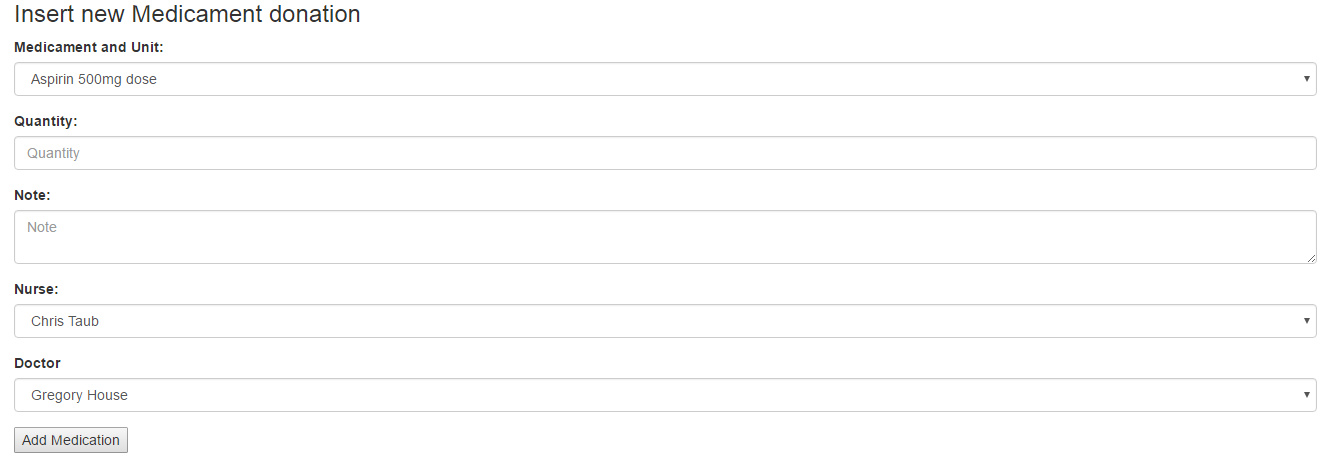 Insert new Medicament donation
Medicament and Unit:
Aspirin 500mg dose
Quantity:
Quantity
Note:
Note
Nurse:
Chris Taub
Doctor
Gregory House
Add Medication